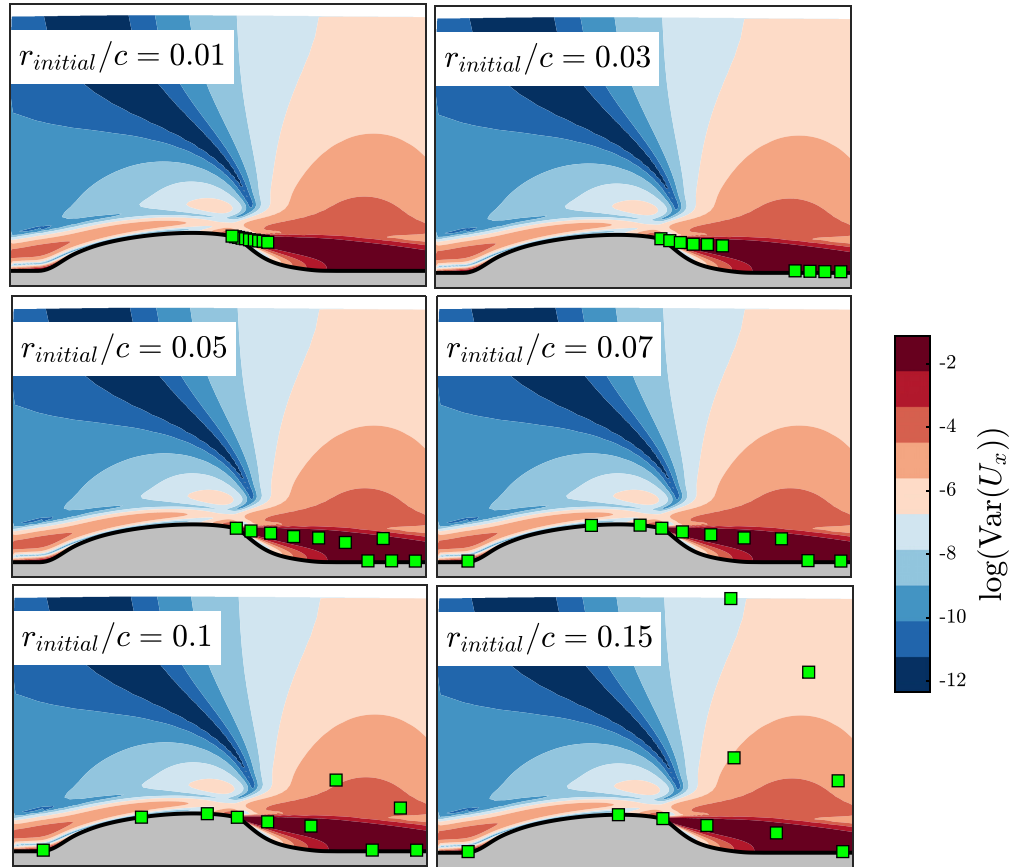 r_initial/c = 0.01
r_initial/c = 0.03
r_initial/c = 0.05
r_initial/c = 0.07
r_initial/c = 0.1
r_initial/c = 0.15
-2
-4
-6
-8
-10
-12
log(Var(U_x))